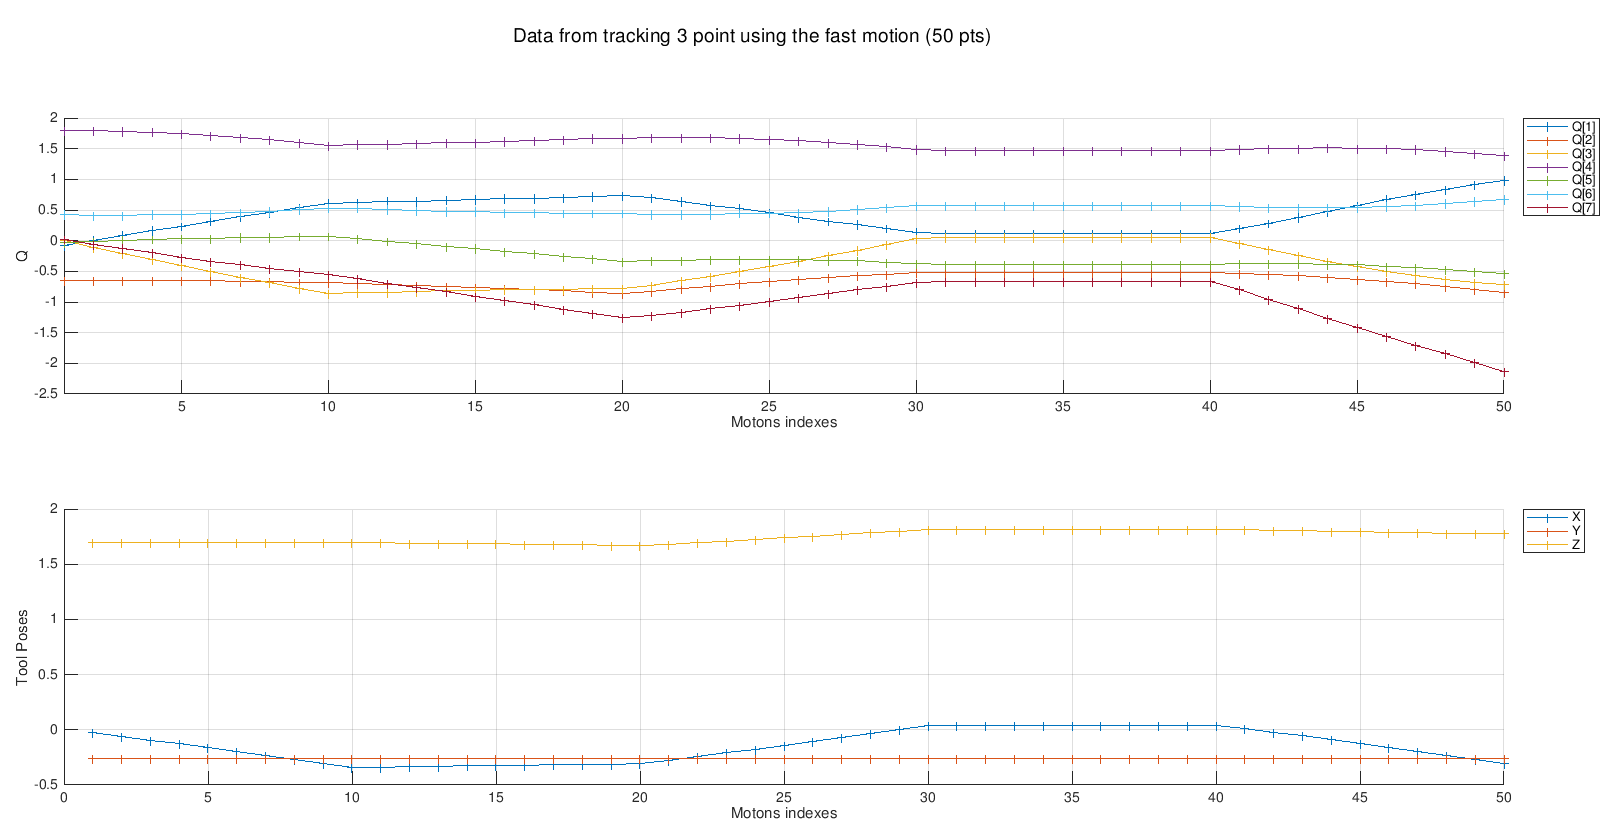 Data from tracking 3 point using the fast motion (50 pts)
2
1.5
1
0.5
0
-0.5
-1
-1.5
-2
-2.5
Q
5
10
15
20
25
30
35
40
45
50
Motons indexes
Q[1]
Q[2]
Q[3]
Q[4]
Q[5]
Q[6]
Q[7]
2
1.5
1
0.5
0
-0.5
Tool Poses
0
5
10
15
20
25
30
35
40
45
50
Motons indexes
X
Y
Z